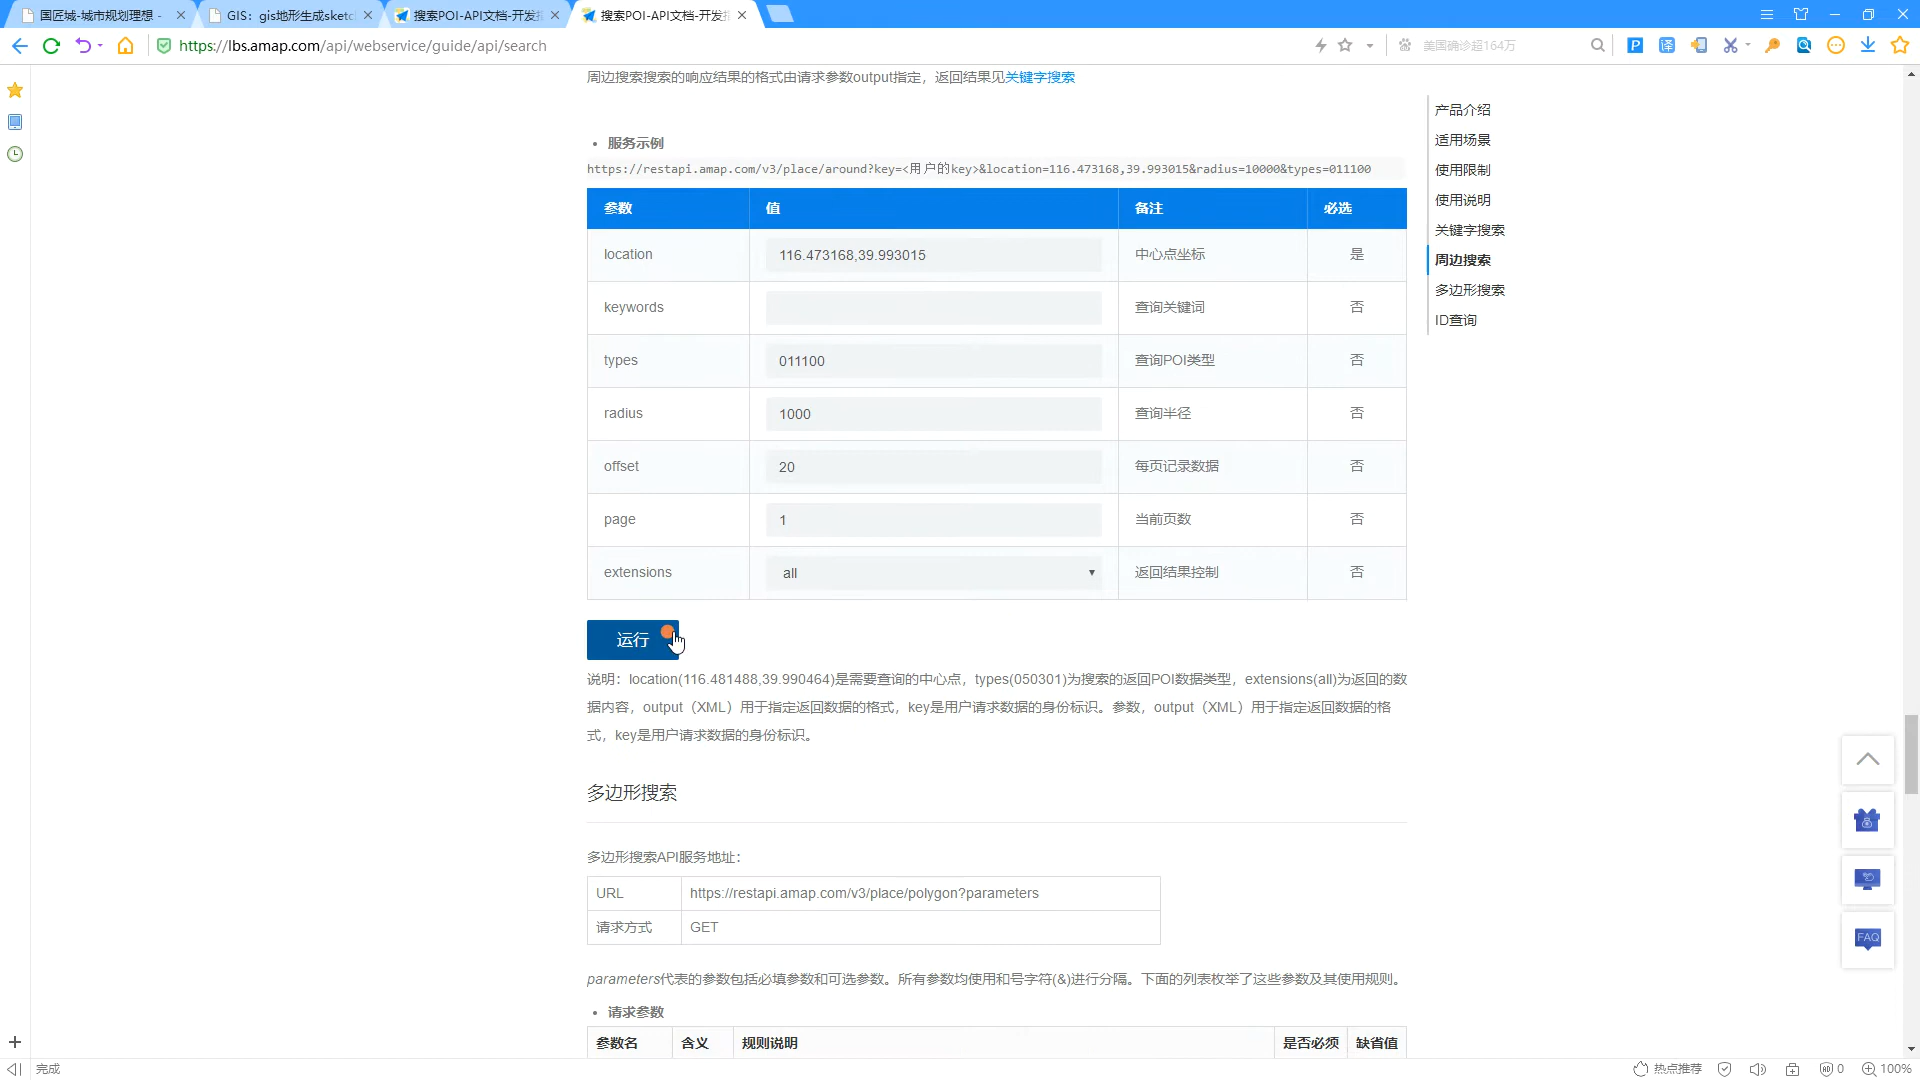 国匠城-城市规划理想 -
GIS：gis地形生成sketc
搜索POI-API文档-开发指
搜索POI-API文档-开发指
https://lbs.amap.com/api/webservice/guide/api/search
美国确诊超164万
周边搜索搜索的响应结果的格式由请求参数output指定，返回结果见关键字搜索
服务示例
https://restapi.amap.com/v3/place/around?key=<用户的key>&location=116.473168,39.993015&radius=10000&types=011100
参数 值 备注 必选
location 116.473168,39.993015 中心点坐标 是
keywords 查询关键词 否
types 011100 查询POI类型 否
radius 1000 查询半径 否
offset 20 每页记录数据 否
page 1 当前页数 否
extensions all 返回结果控制 否
运行
说明：location(116.481488,39.990464)是需要查询的中心点，types(050301)为搜索的返回POI数据类型，extensions(all)为返回的数
据内容，output（XML）用于指定返回数据的格式，key是用户请求数据的身份标识。参数，output（XML）用于指定返回数据的格
式，key是用户请求数据的身份标识。
多边形搜索
多边形搜索API服务地址：
URL https://restapi.amap.com/v3/place/polygon?parameters
请求方式 GET
parameters代表的参数包括必填参数和可选参数。所有参数均使用和号字符(&)进行分隔。下面的列表枚举了这些参数及其使用规则。
请求参数
参数名 含义 规则说明 是否必须 缺省值
产品介绍
适用场景
使用限制
使用说明
关键字搜索
周边搜索
多边形搜索
ID查询
FAQ
完成
热点推荐
0
100%